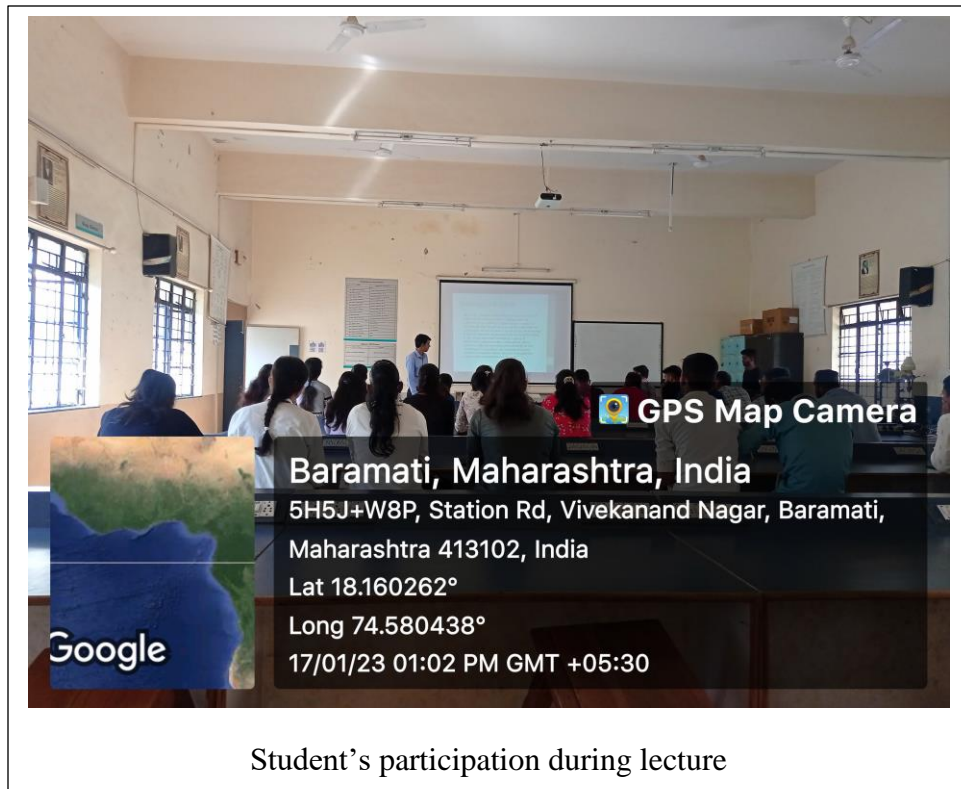 GPS Map Camera
Baramati, Maharashtra, India
5H5J+W8P, Station Rd, Vivekanand Nagar, Baramati,
Maharashtra 413102, India
Lat 18.160262°
Long 74.580438°
17/01/23 01:02 PM GMT +05:30
Google
Student’s participation during lecture